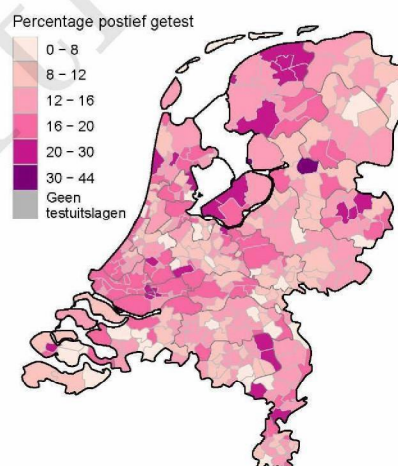 Percentage postief getest
0 – 8
8 – 12
12 – 16
16 – 20
20 – 30
30 – 44
Geen
testuitslagen